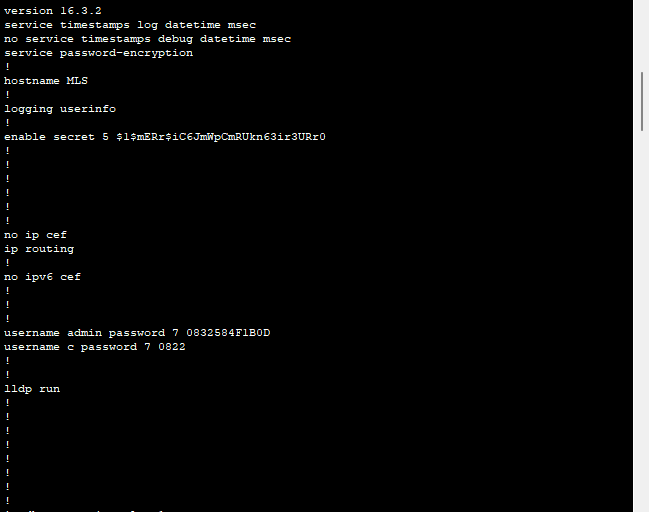 version 16.3.2
service timestamps log datetime msec
no service timestamps debug datetime msec
service password-encryption
!
hostname MLS
!
logging userinfo
!
enable secret 5 $1$mERr$iC6JmWpCmRUkn63ir3URr0
!
!
!
!
!
!
no ip cef
ip routing
!
no ipv6 cef
!
!
!
username admin password 7 0832584F1B0D
username c password 7 0822
!
!
lldp run
!
!
!
!
!
!
!
!